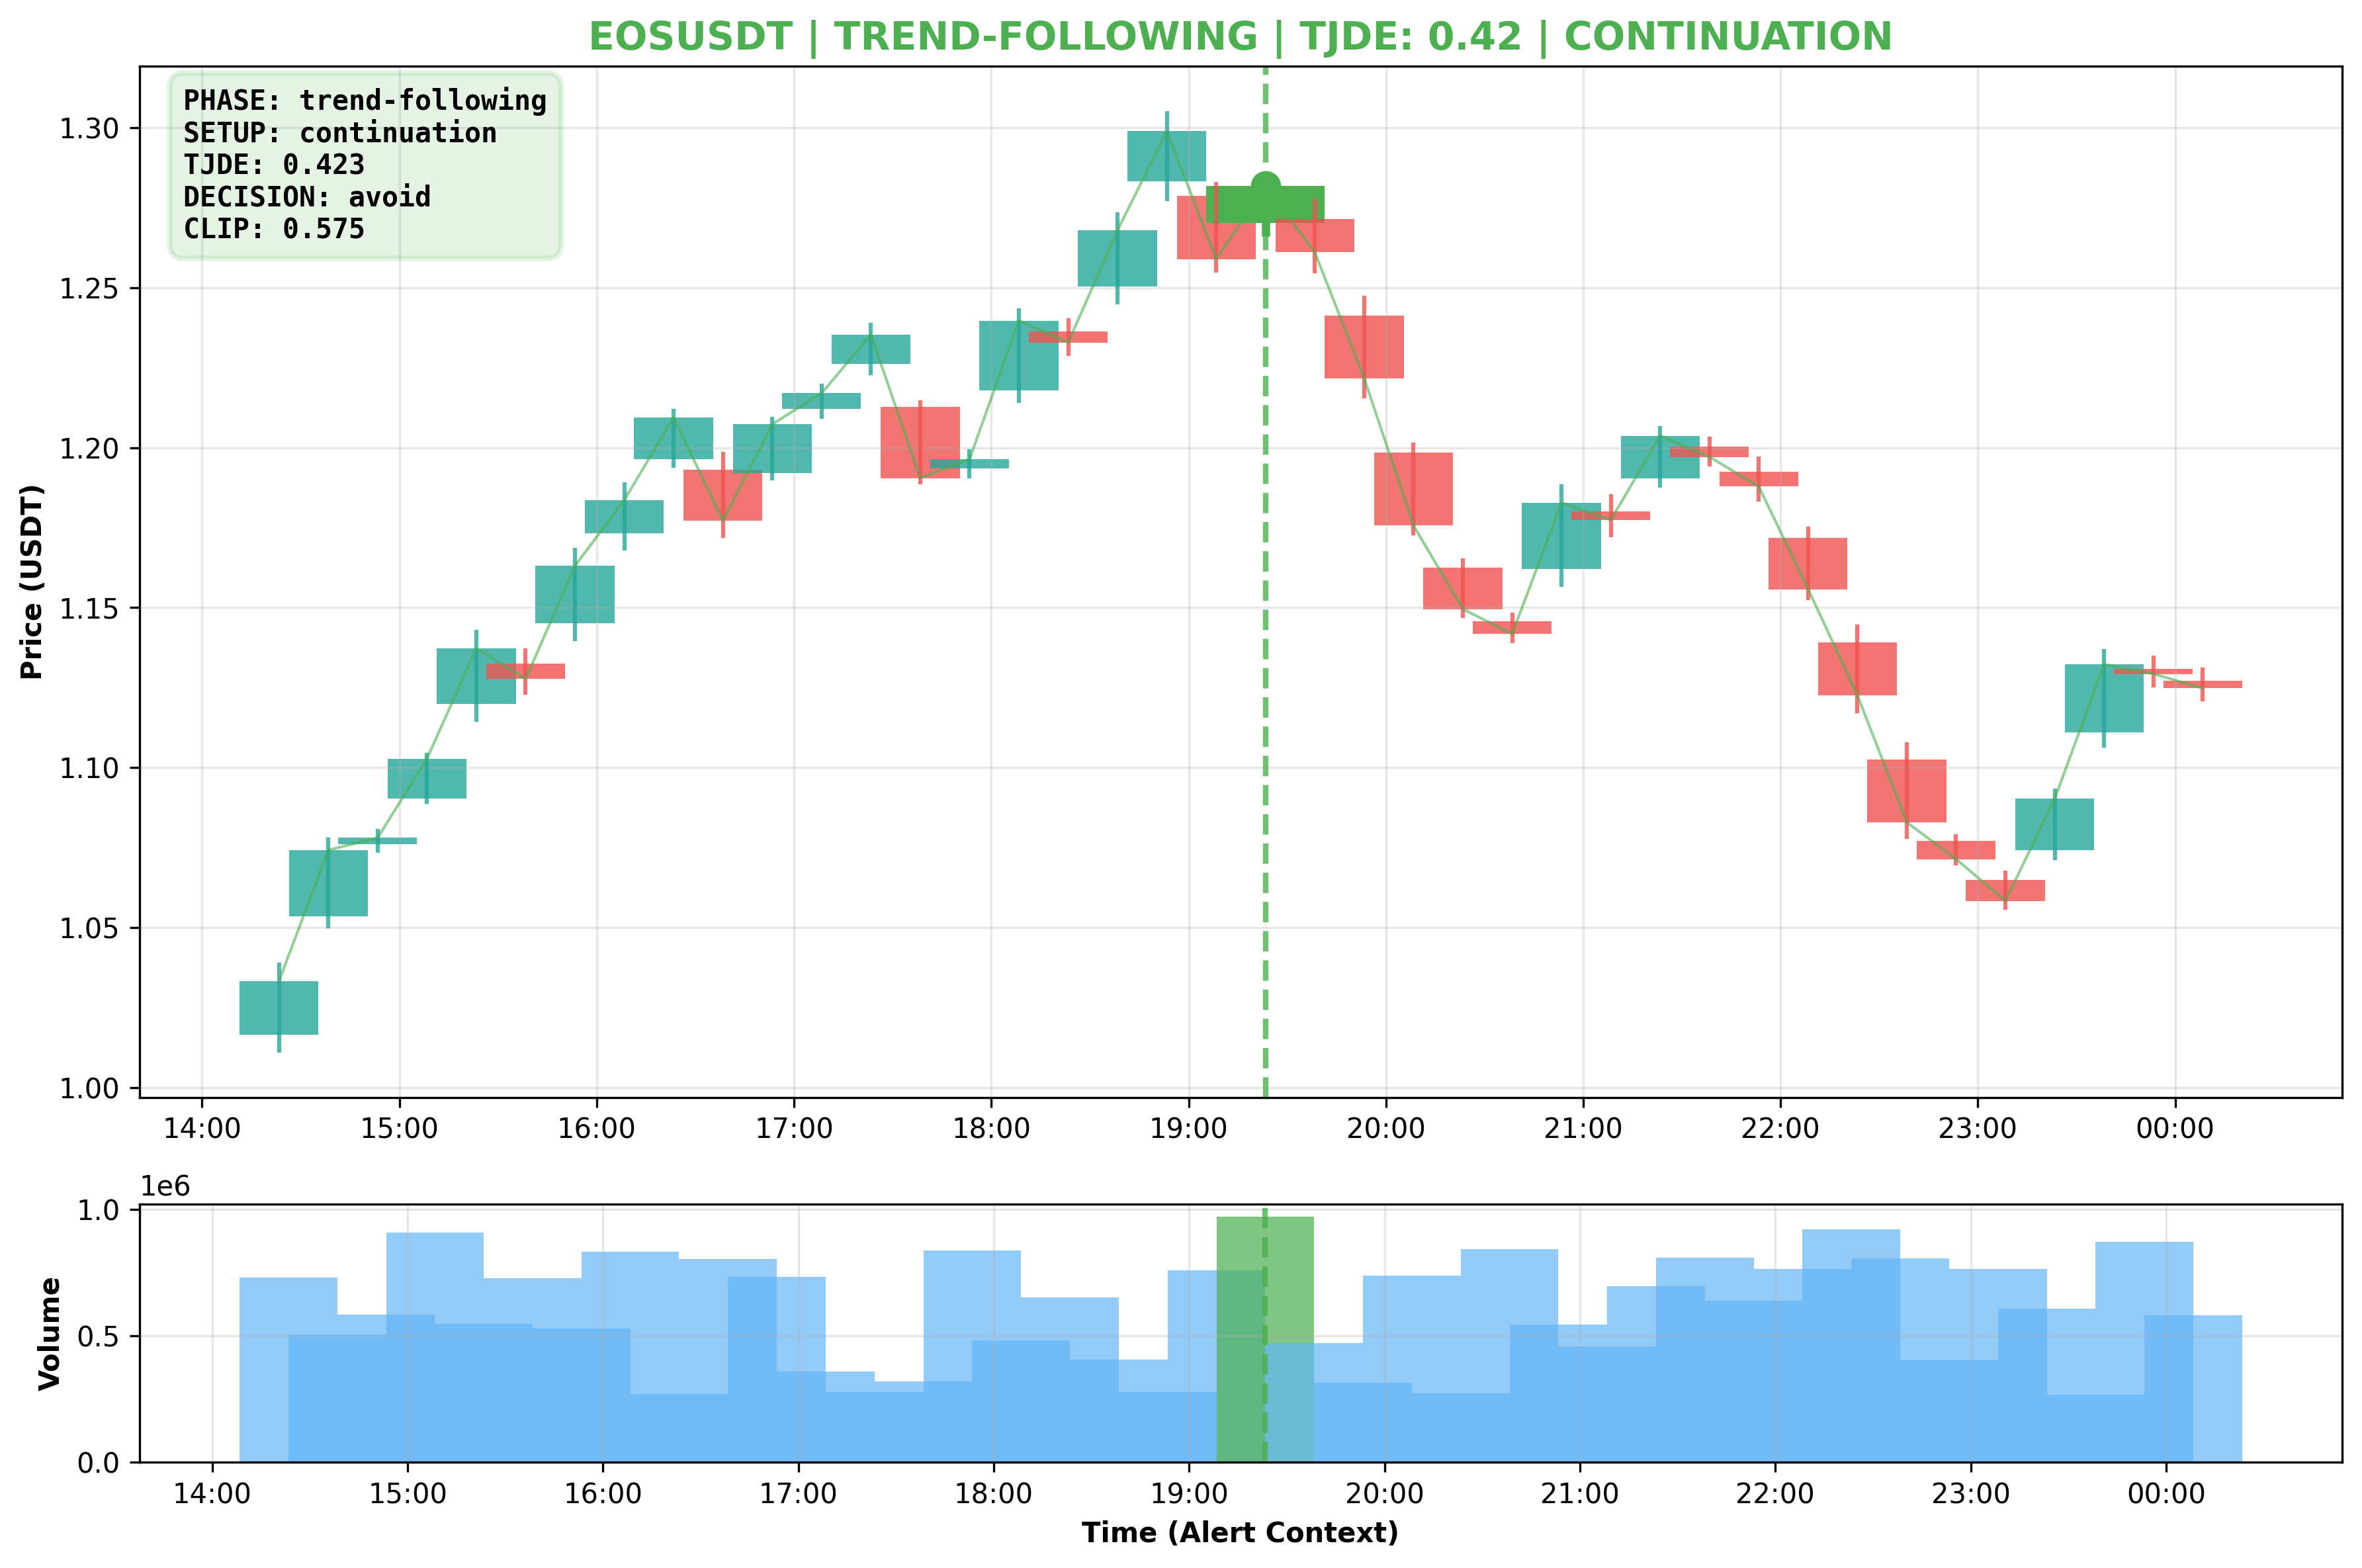 EOSUSDT | TREND-FOLLOWING | TJDE: 0.42 | CONTINUATION
PHASE: trend-following
SETUP: continuation
TJDE: 0.423
DECISION: avoid
CLIP: 0.575
Price (USDT)
1.30
1.25
1.20
1.15
1.10
1.05
1.00
14:00 15:00 16:00 17:00 18:00 19:00 20:00 21:00 22:00 23:00 00:00
1e6
Volume
1.0
0.5
0.0
14:00 15:00 16:00 17:00 18:00 19:00 20:00 21:00 22:00 23:00 00:00
Time (Alert Context)